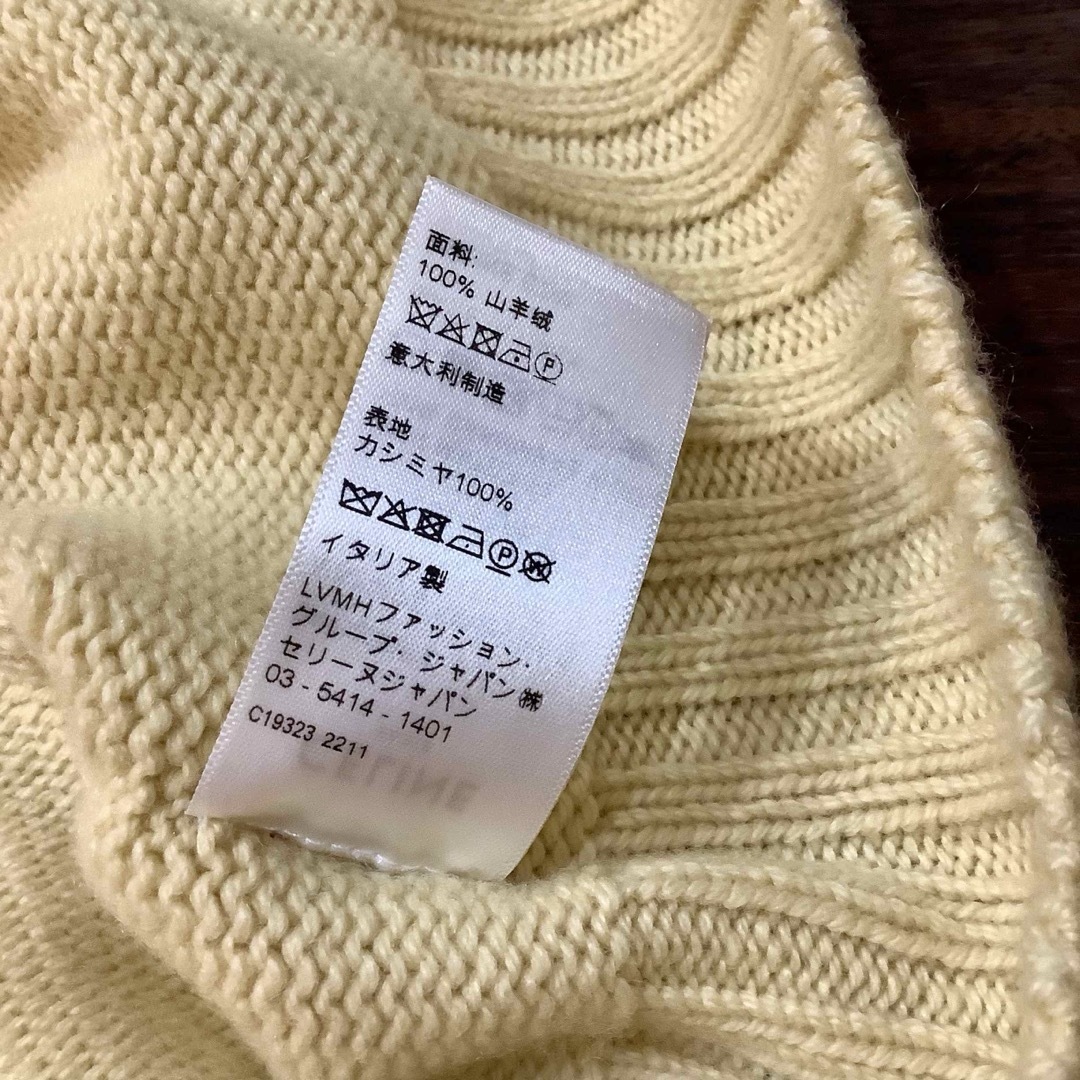 面料:
100% 山羊绒
P
意大利制造
表地
カシミヤ100%
P W
イタリア製
LVMHファッション・
グループ・ジャパン㈱
セリーヌジャパン
03 - 5414 - 1401
C19323 2211
CELINE